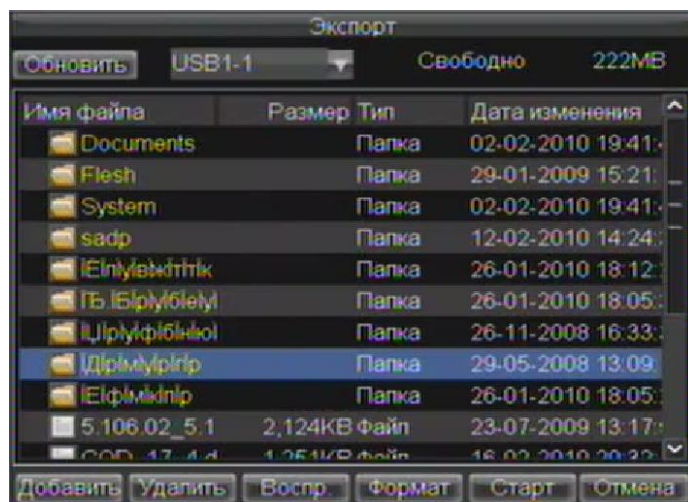 Экспорт
Обновить USB1-1 Свободно 222MB
Имя файла Размер Тип Дата изменения
Documents Папка 02-02-2010 19:41:
Flesh Папка 29-01-2009 15:21:
System Папка 02-02-2010 19:41:
sadp Папка 12-02-2010 14:24:
Папка 26-01-2010 18:12:
Папка 26-01-2010 18:05:
Папка 26-11-2008 16:33:
Папка 29-05-2008 13:09:
Папка 26-01-2010 18:05:
5.106.02_5.1 2,124KB Файл 23-07-2009 13:17:
Добавить Удалить Воспр. Формат Старт Отмена